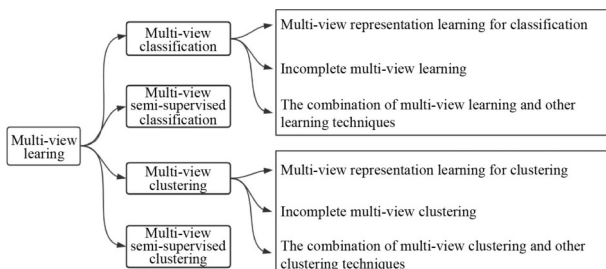 Multi-view
learing
Multi-view
classification
Multi-view
semi-supervised
classification
Multi-view
clustering
Multi-view
semi-supervised
clustering
Multi-view representation learning for classification
Incomplete multi-view learning
The combination of multi-view learning and other
learning techniques
Multi-view representation learning for clustering
Incomplete multi-view clustering
The combination of multi-view clustering and other
clustering techniques